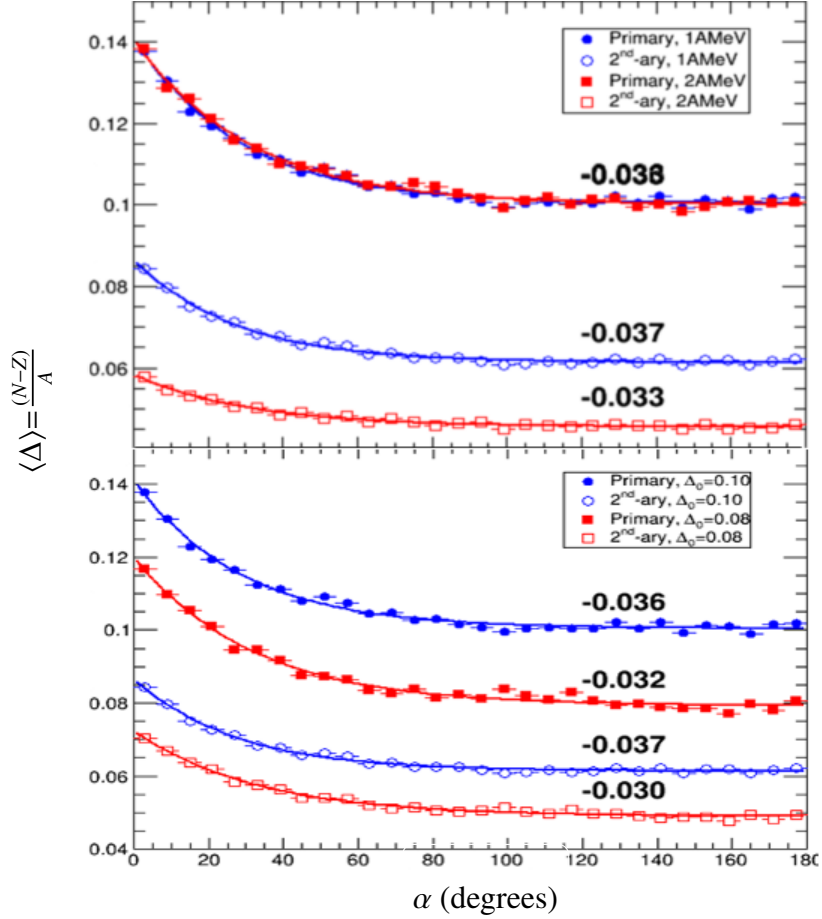 0.14
0.12
0.1
0.08
0.06
Primary, 1AMeV
2nd-ary, 1AMeV
Primary, 2AMeV
2nd-ary, 2AMeV
-0.037
-0.033
⟨Δ⟩=(N−Z)/A
0.14
0.12
0.1
0.08
0.06
0.04
Primary, Δ0=0.10
2nd-ary, Δ0=0.10
Primary, Δ0=0.08
2nd-ary, Δ0=0.08
-0.036
-0.032
-0.037
-0.030
0 20 40 60 80 100 120 140 160 180
α (degrees)